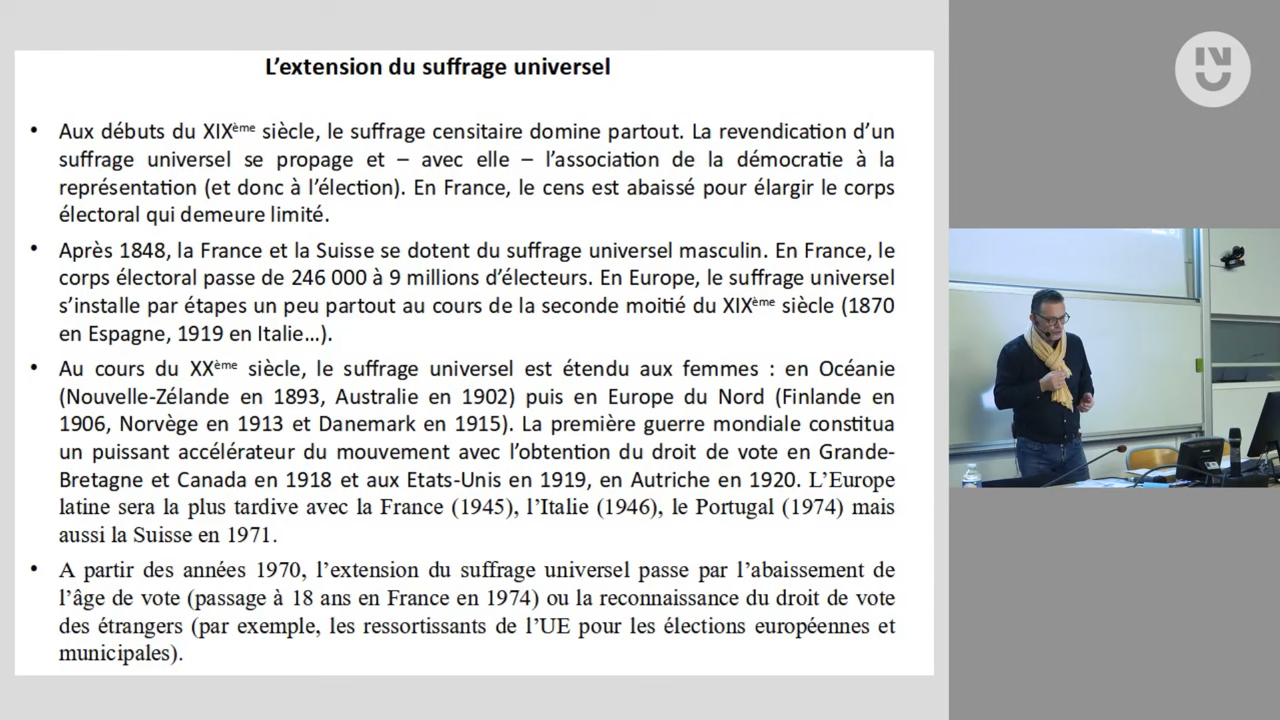 L'extension du suffrage universel
• Aux débuts du XIXème siècle, le suffrage censitaire domine partout. La revendication d'un
suffrage universel se propage et – avec elle – l'association de la démocratie à la
représentation (et donc à l'élection). En France, le cens est abaissé pour élargir le corps
électoral qui demeure limité.
• Après 1848, la France et la Suisse se dotent du suffrage universel masculin. En France, le
corps électoral passe de 246 000 à 9 millions d'électeurs. En Europe, le suffrage universel
s'installe par étapes un peu partout au cours de la seconde moitié du XIXème siècle (1870
en Espagne, 1919 en Italie…).
• Au cours du XXème siècle, le suffrage universel est étendu aux femmes : en Océanie
(Nouvelle-Zélande en 1893, Australie en 1902) puis en Europe du Nord (Finlande en
1906, Norvège en 1913 et Danemark en 1915). La première guerre mondiale constitua
un puissant accélérateur du mouvement avec l'obtention du droit de vote en Grande-
Bretagne et Canada en 1918 et aux Etats-Unis en 1919, en Autriche en 1920. L'Europe
latine sera la plus tardive avec la France (1945), l'Italie (1946), le Portugal (1974) mais
aussi la Suisse en 1971.
• A partir des années 1970, l'extension du suffrage universel passe par l'abaissement de
l'âge de vote (passage à 18 ans en France en 1974) ou la reconnaissance du droit de vote
des étrangers (par exemple, les ressortissants de l'UE pour les élections européennes et
municipales).